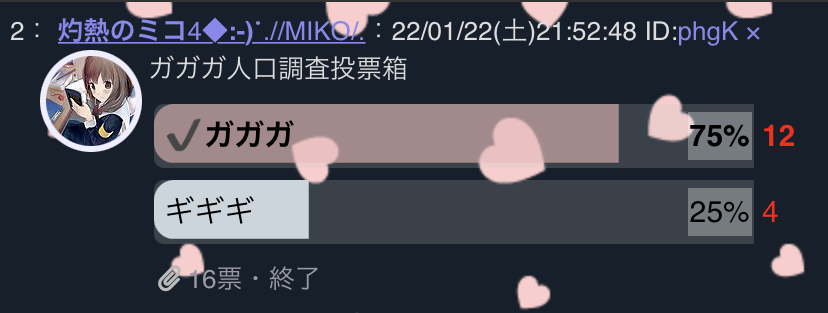 2： 灼熱のミコ4◆:-)˙.//MIKO/.：22/01/22(土)21:52:48 ID:phgK ×
ガガガ人口調査投票箱
✔ガガガ 75% 12
ギギギ 25% 4
16票・終了